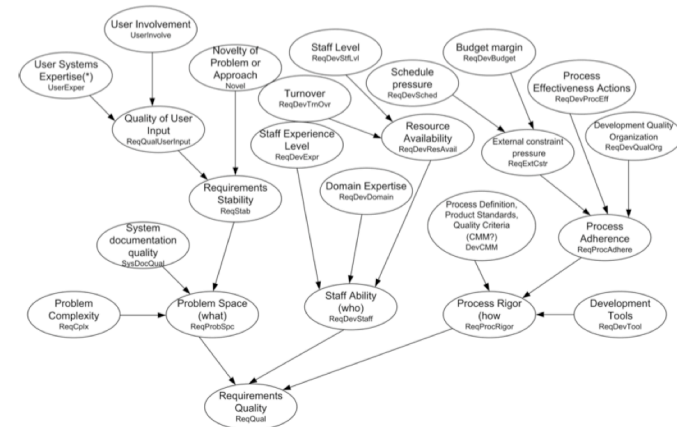 User Involvement
UserInvolve
User Systems
Expertise(*)
UserExper
Quality of User
Input
ReqQualUserInput
Novelty of
Problem or
Approach
Novel
Requirements
Stability
ReqStab
System
documentation
quality
SysDocQual
Problem
Complexity
ReqCplx
Problem Space
(what)
ReqProbSpc
Staff Level
ReqDevStfLvl
Turnover
ReqDevTrnOvr
Staff Experience
Level
ReqDevExpr
Resource
Availability
ReqDevResAvail
Domain Expertise
ReqDevDomain
Staff Ability
(who)
ReqDevStaff
Budget margin
ReqDevBudget
Schedule
pressure
ReqDevSched
External constraint
pressure
ReqExtCstr
Process
Effectiveness Actions
ReqDevProcEff
Development Quality
Organization
ReqDevQualOrg
Process
Adherence
ReqProcAdhere
Process Definition,
Product Standards,
Quality Criteria
(CMM?)
DevCMM
Process Rigor
(how
ReqProcRigor
Development
Tools
ReqDevTool
Requirements
Quality
ReqQual